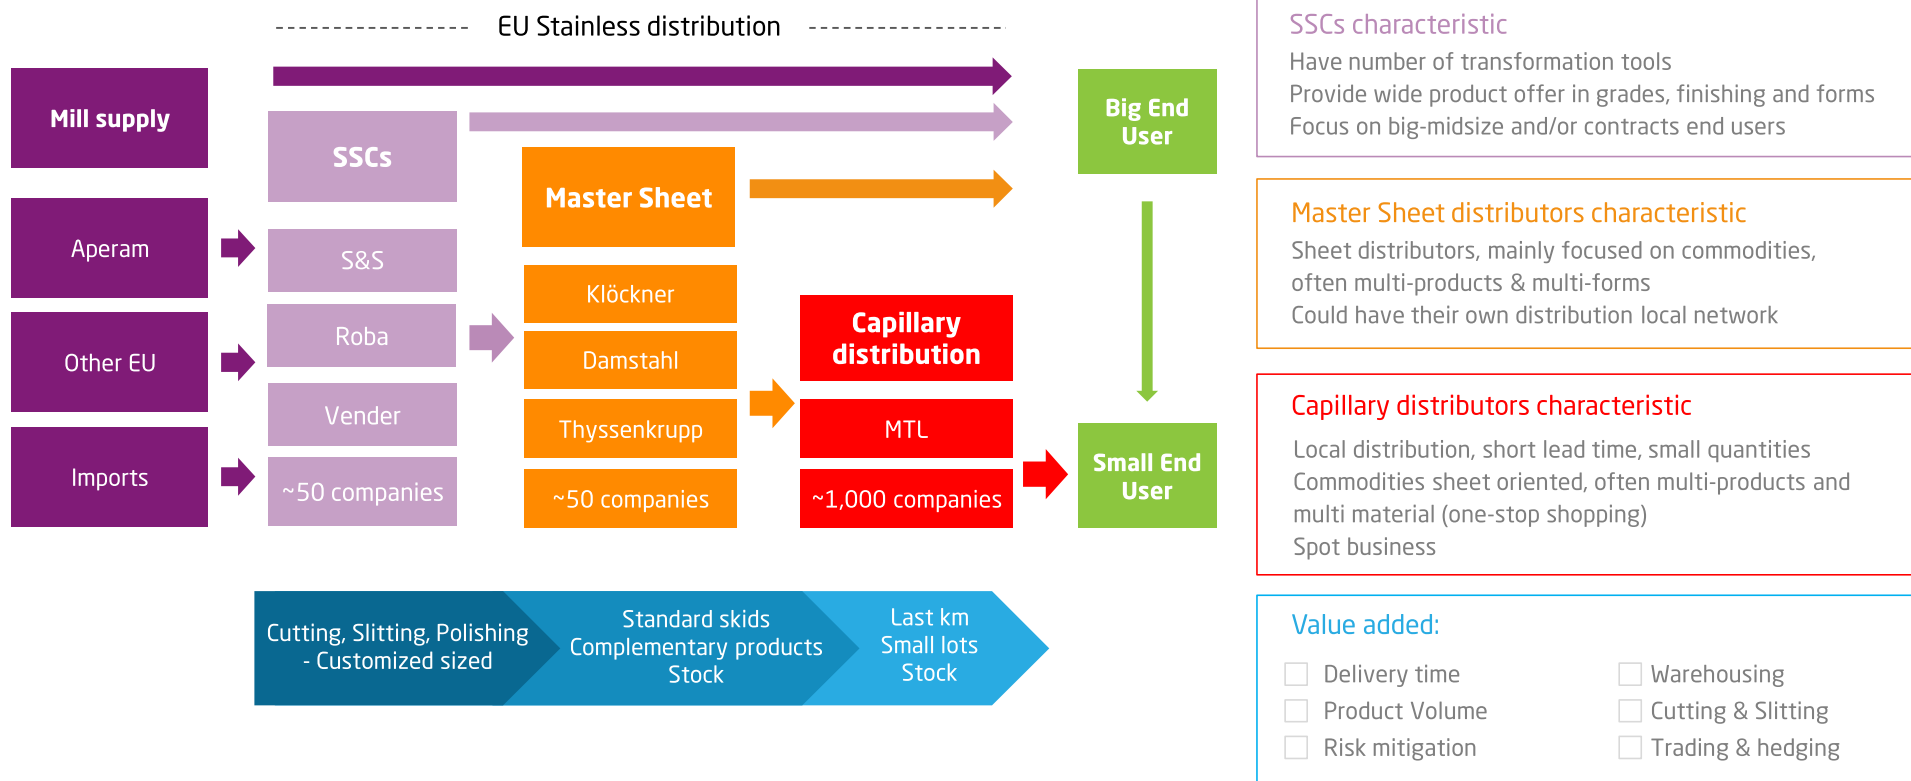 EU Stainless distribution
Mill supply
Aperam
Other EU
Imports
SSCs
S&S
Roba
Vender
~50 companies
Master Sheet
Klöckner
Damstahl
Thyssenkrupp
~50 companies
Capillary
distribution
MTL
~1,000 companies
Big End
User
Small End
User
Cutting, Slitting, Polishing
- Customized sized
Standard skids
Complementary products
Stock
Last km
Small lots
Stock
SSCs characteristic
Have number of transformation tools
Provide wide product offer in grades, finishing and forms
Focus on big-midsize and/or contracts end users
Master Sheet distributors characteristic
Sheet distributors, mainly focused on commodities,
often multi-products & multi-forms
Could have their own distribution local network
Capillary distributors characteristic
Local distribution, short lead time, small quantities
Commodities sheet oriented, often multi-products and
multi material (one-stop shopping)
Spot business
Value added:
Delivery time
Product Volume
Risk mitigation
Warehousing
Cutting & Slitting
Trading & hedging